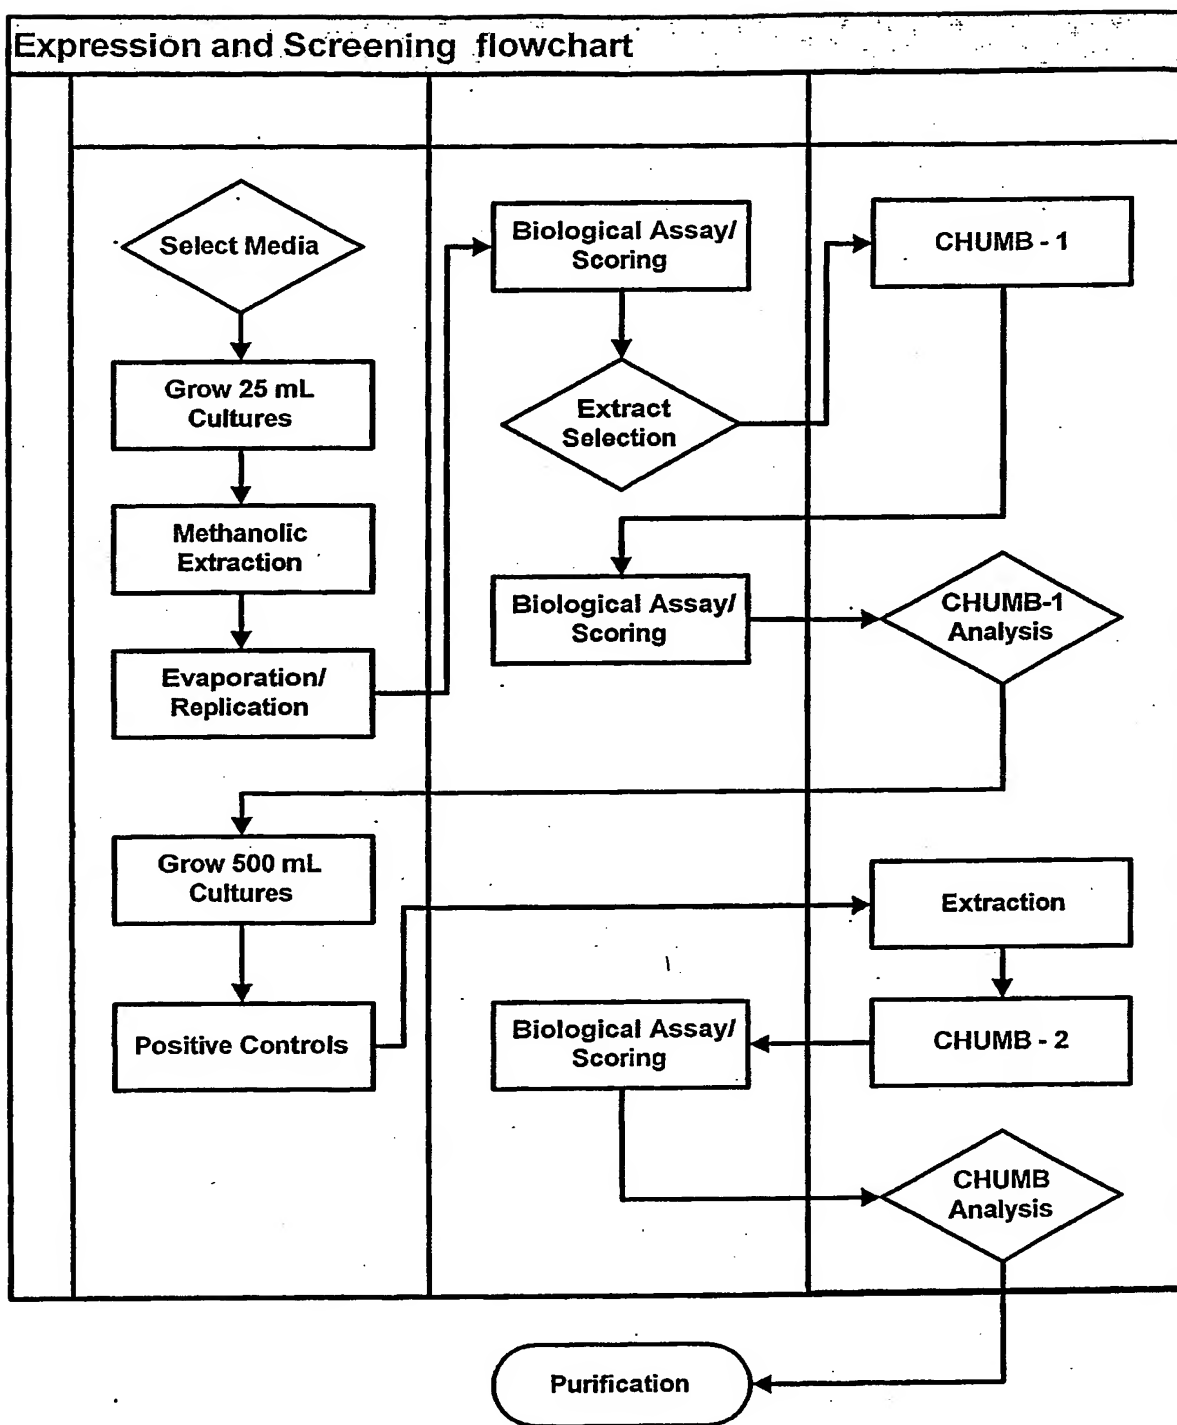 Expression and Screening flowchart
Select Media
Grow 25 mL
Cultures
Methanolic
Extraction
Evaporation/
Replication
Biological Assay/
Scoring
Extract
Selection
CHUMB - 1
Biological Assay/
Scoring
CHUMB-1
Analysis
Grow 500 mL
Cultures
Positive Controls
Extraction
CHUMB - 2
Biological Assay/
Scoring
CHUMB
Analysis
Purification